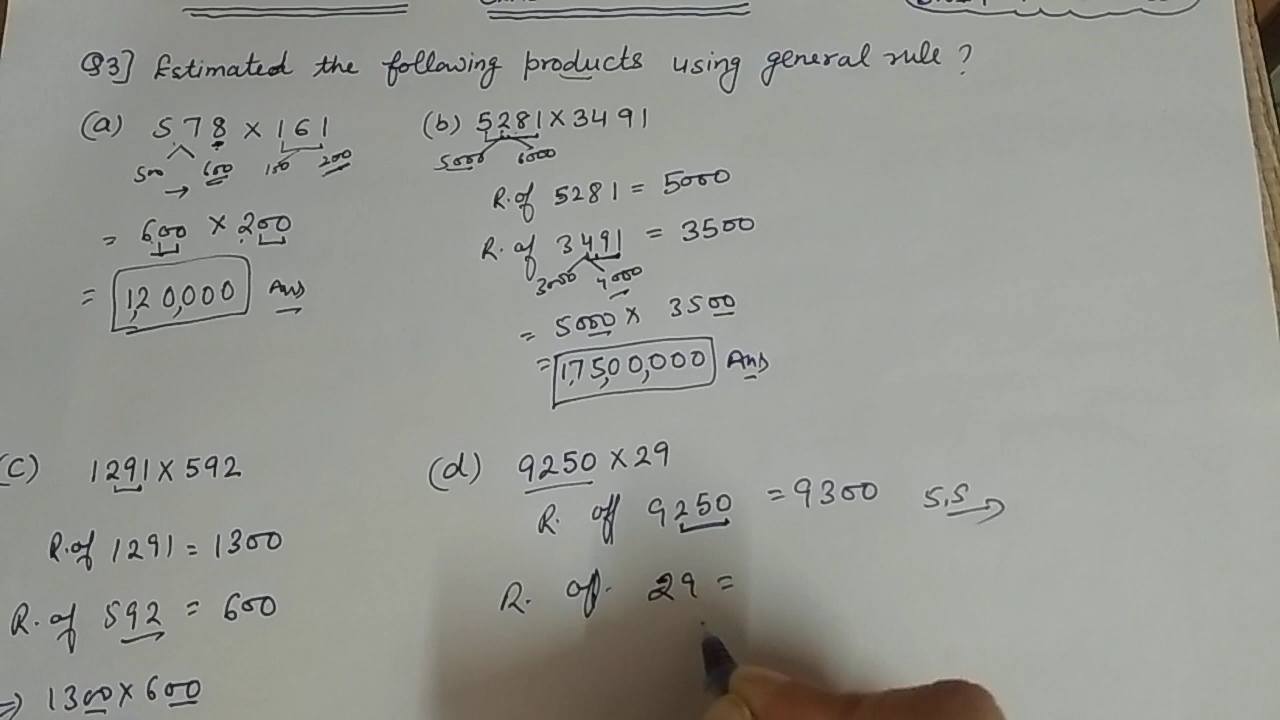 Q3] Estimated the following products using general rule ?
(a) 578 × 161
500 600 100 200
= 600 × 200
= 1,20,000 Ans
(b) 5281 × 3491
5000 6000
R. of 5281 = 5000
R. of 3491 = 3500
3000 4000
= 5000 × 3500
= 1,75,00,000 Ans
(C) 1291 × 592
R. of 1291 = 1300
R. of 592 = 600
⇒ 1300 × 600
(d) 9250 × 29
R. off 9250 = 9300 S.S
R. of. 29 =